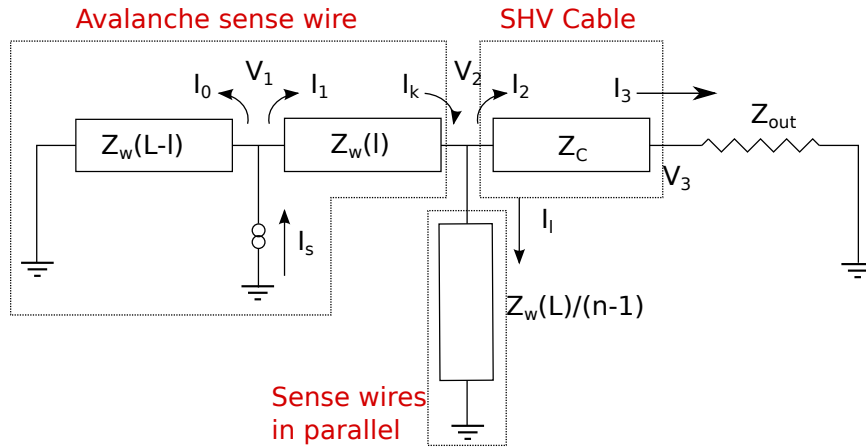 Avalanche sense wire
SHV Cable
I0 V1 I1 Ik V2 I2 I3
Zout
Zw(L-l) Zw(l) ZC
V3
Is
Il
Zw(L)/(n-1)
Sense wires
in parallel